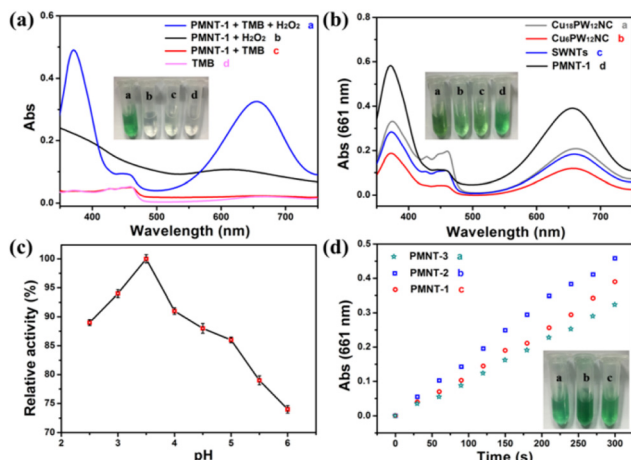 (a)
PMNT-1 + TMB + H₂O₂ a
PMNT-1 + H₂O₂ b
PMNT-1 + TMB c
TMB d
a b c d
Abs
0.6
0.4
0.2
0.0
400 500 600 700
Wavelength (nm)
(b)
Cu₁₈PW₁₂NC a
Cu₆PW₁₂NC b
SWNTs c
PMNT-1 d
a b c d
Abs (661 nm)
0.8
0.6
0.4
0.2
0.0
400 500 600 700
Wavelength (nm)
(c)
Relative activity (%)
105
100
95
90
85
80
75
70
2 3 4 5 6
pH
(d)
PMNT-3 a
PMNT-2 b
PMNT-1 c
a b c
Abs (661 nm)
0.5
0.4
0.3
0.2
0.1
0.0
0 50 100 150 200 250 300
Time (s)